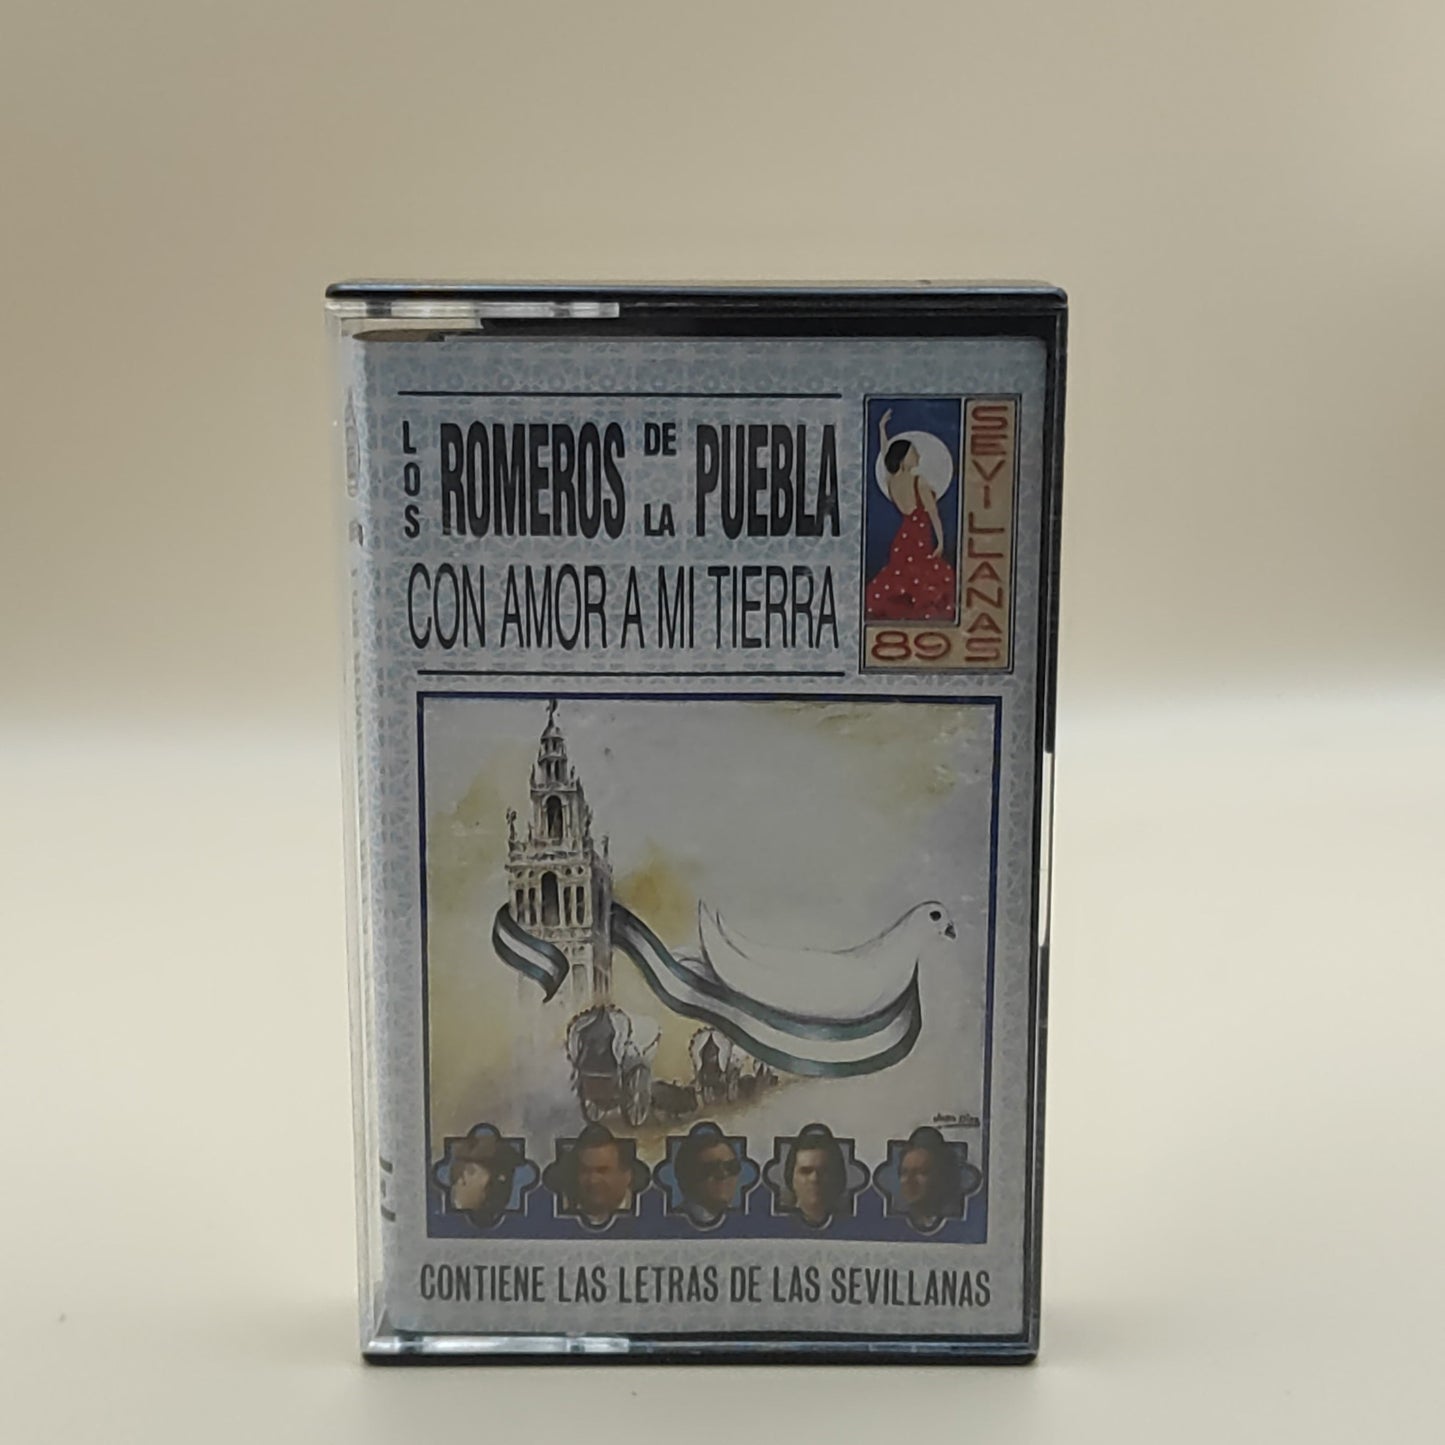 LOS ROMEROS DE LA PUEBLA
CON AMOR A MI TIERRA
SEVILLANAS
89
CONTIENE LAS LETRAS DE LAS SEVILLANAS